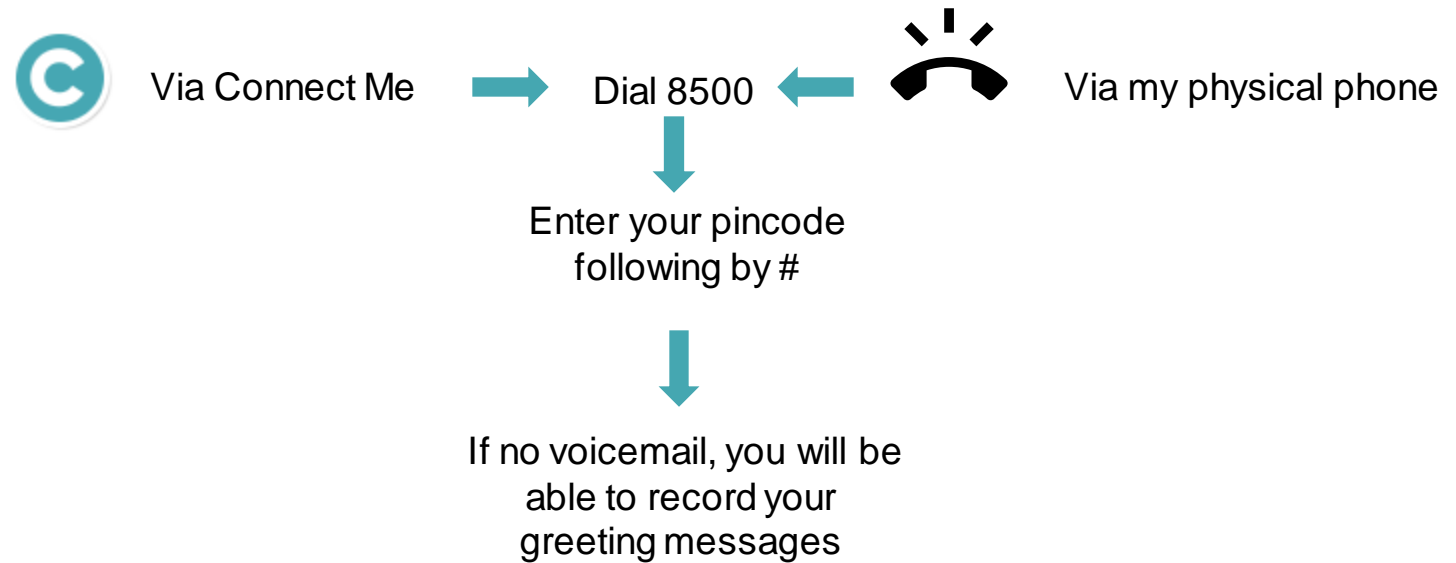 C
Via Connect Me
Dial 8500
Via my physical phone
Enter your pincode
following by #
If no voicemail, you will be
able to record your
greeting messages